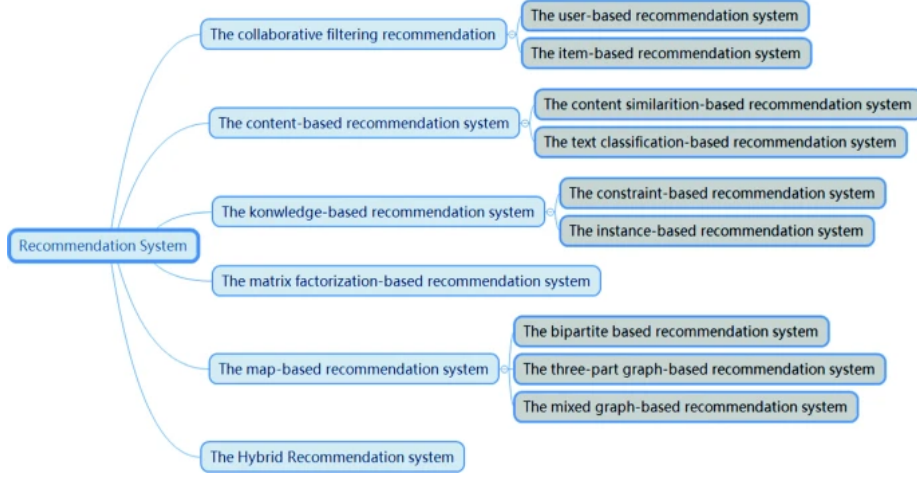 Recommendation System
The collaborative filtering recommendation
The user-based recommendation system
The item-based recommendation system
The content-based recommendation system
The content similarition-based recommendation system
The text classification-based recommendation system
The konwledge-based recommendation system
The constraint-based recommendation system
The instance-based recommendation system
The matrix factorization-based recommendation system
The map-based recommendation system
The bipartite based recommendation system
The three-part graph-based recommendation system
The mixed graph-based recommendation system
The Hybrid Recommendation system